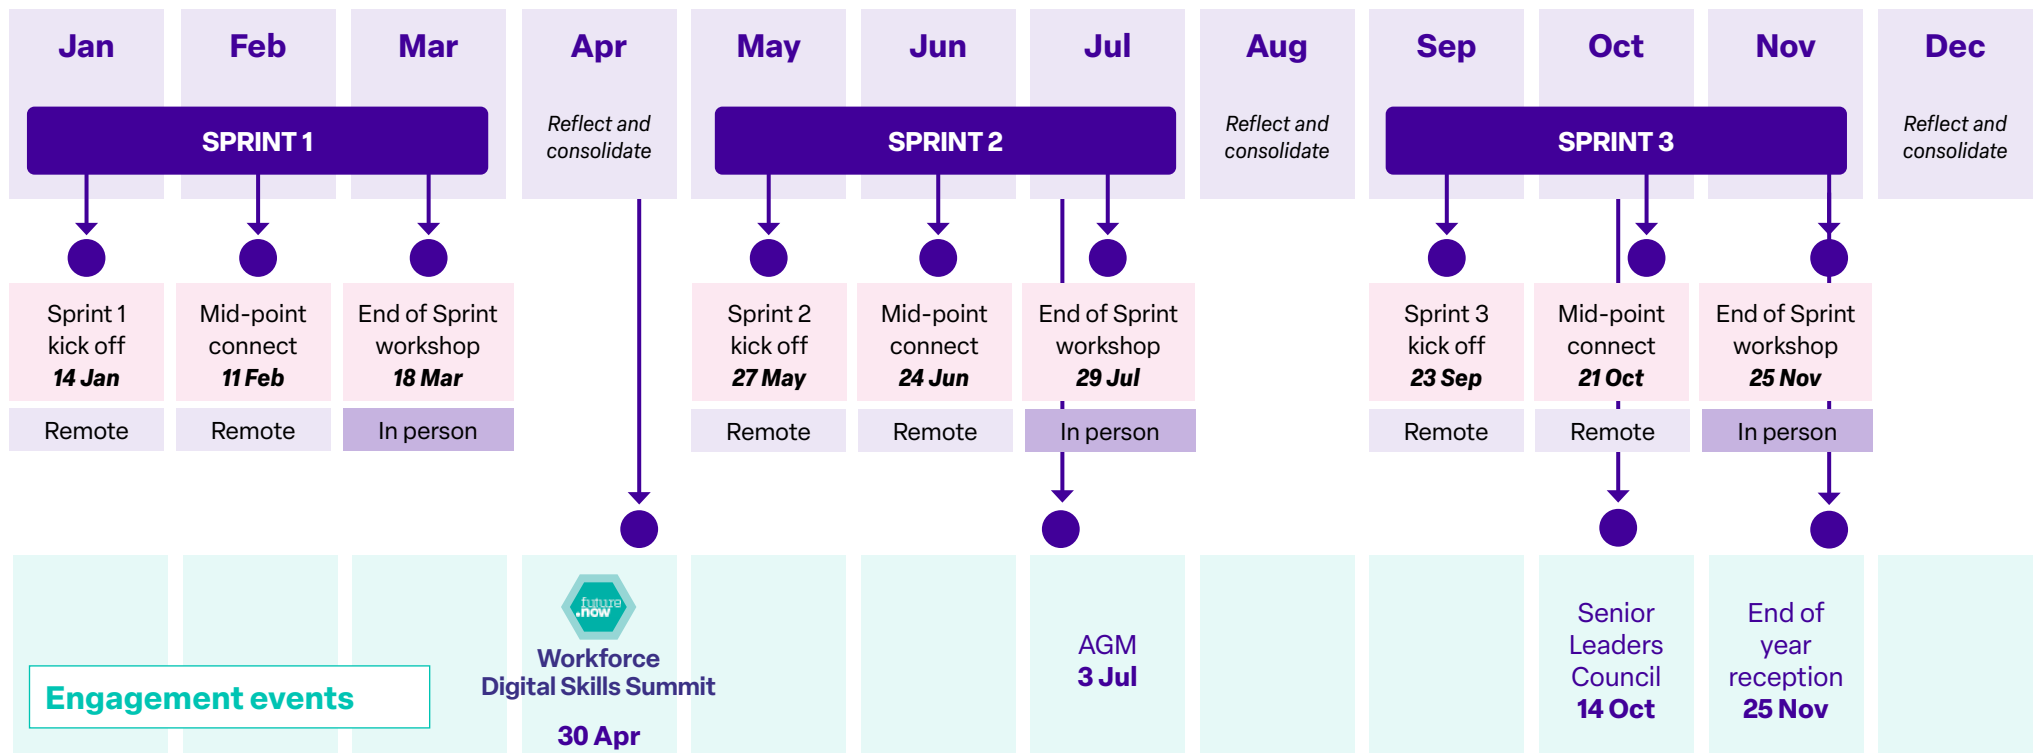 Jan
Feb
Mar
Apr
May
Jun
Jul
Aug
Sep
Oct
Nov
Dec
SPRINT 1
Reflect and
consolidate
SPRINT 2
Reflect and
consolidate
SPRINT 3
Reflect and
consolidate
Sprint 1
kick off
14 Jan
Remote
Mid-point
connect
11 Feb
Remote
End of Sprint
workshop
18 Mar
In person
Sprint 2
kick off
27 May
Remote
Mid-point
connect
24 Jun
Remote
End of Sprint
workshop
29 Jul
In person
Sprint 3
kick off
23 Sep
Remote
Mid-point
connect
21 Oct
Remote
End of Sprint
workshop
25 Nov
In person
Engagement events
future
.now
Workforce
Digital Skills Summit
30 Apr
AGM
3 Jul
Senior
Leaders
Council
14 Oct
End of
year
reception
25 Nov